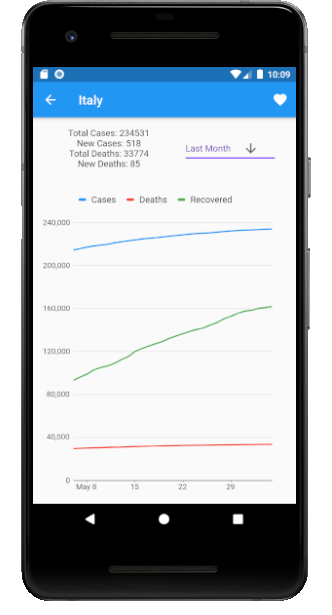 10:09
Italy
Total Cases: 234531
New Cases: 518
Total Deaths: 33774
New Deaths: 85
Last Month
Cases Deaths Recovered
240,000
200,000
160,000
120,000
80,000
40,000
0
May 8 15 22 29